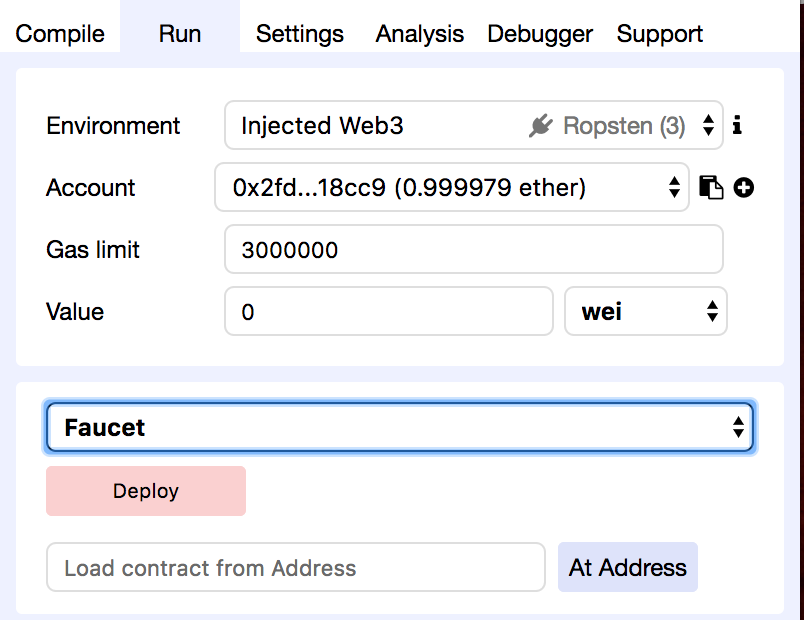 Compile Run Settings Analysis Debugger Support
Environment Injected Web3 Ropsten (3)
Account 0x2fd...18cc9 (0.999979 ether)
Gas limit 3000000
Value 0 wei
Faucet
Deploy
Load contract from Address At Address